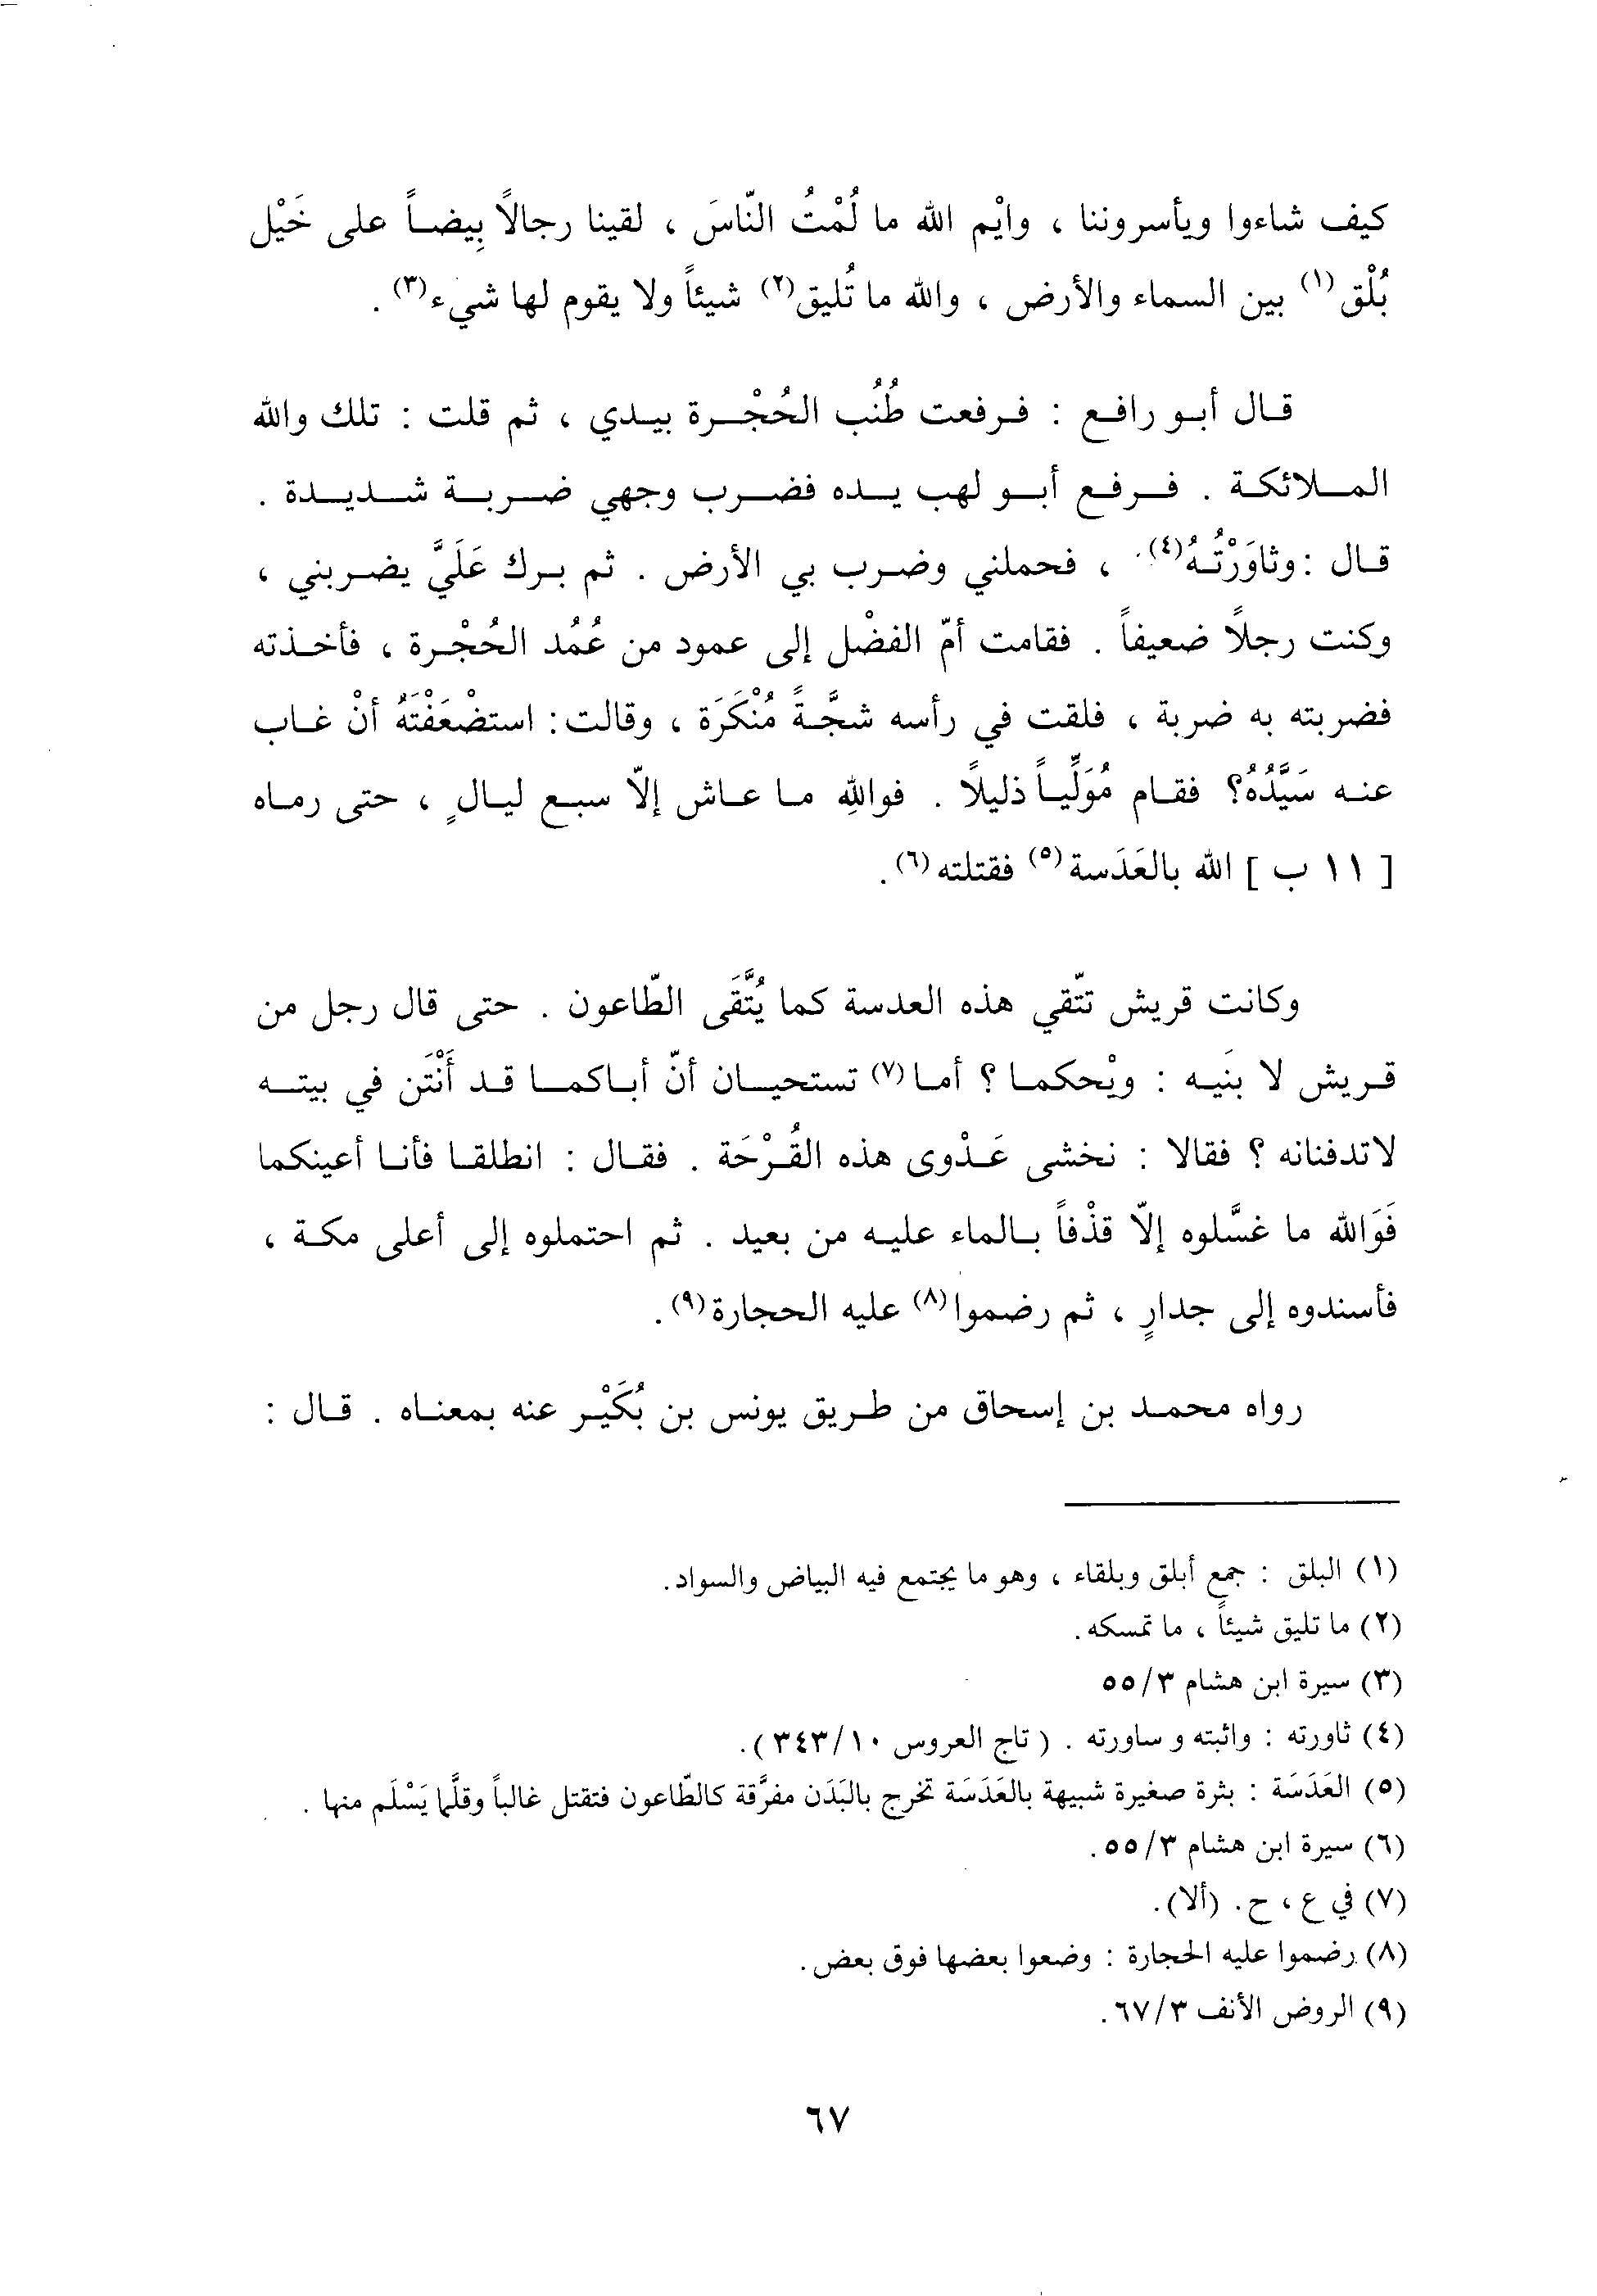 كيف شاءوا ويأسروننا ، وايْم الله ما لُمْتُ النّاسَ ، لقينا رجالاً بِيضاً على خَيْل
بُلْق(١) بين السماء والأرض ، والله ما تُليق(٢) شيئاً ولا يقوم لها شيء(٣) .
قال أبو رافع : فرفعت طُنُب الحُجْرة بيدي ، ثم قلت : تلك والله
الملائكة . فرفع أبو لهب يده فضرب وجهي ضربة شديدة .
قال : وثاوَرْتُهُ(٤) ، فحملني وضرب بي الأرض . ثم برك عَلَيَّ يضربني ،
وكنت رجلاً ضعيفاً . فقامت أمّ الفضْل إلى عمود من عُمُد الحُجْرة ، فأخذته
فضربته به ضربة ، فلقت في رأسه شجَّةً مُنْكَرَة ، وقالت : استضْعَفْتَهُ أنْ غاب
عنه سَيَّدُهُ؟ فقام مُوَلِّياً ذليلاً . فواللهِ ما عاش إلاّ سبع ليالٍ ، حتى رماه
[ ١١ ب ] الله بالعَدَسة(٥) فقتلته(٦) .
وكانت قريش تتّقي هذه العدسة كما يُتَّقَى الطّاعون . حتى قال رجل من
قريش لا بنَيه : ويْحكما ؟ أما(٧) تستحيان أنّ أباكما قد أَنْتَن في بيته
لاتدفنانه ؟ فقالا : نخشى عَدْوى هذه القُرْحَة . فقال : انطلقا فأنا أعينكما
فَوَالله ما غسَّلوه إلاّ قذْفاً بالماء عليه من بعيد . ثم احتملوه إلى أعلى مكة ،
فأسندوه إلى جدارٍ ، ثم رضموا(٨) عليه الحجارة(٩) .
رواه محمد بن إسحاق من طريق يونس بن بُكَيْر عنه بمعناه . قال :
(١) البلق : جمع أبلق وبلقاء ، وهو ما يجتمع فيه البياض والسواد .
(٢) ما تليق شيئاً ، ما تمسكه .
(٣) سيرة ابن هشام ٣/٥٥
(٤) ثاورته : واثبته و ساورته . ( تاج العروس ١٠/٣٤٣ ) .
(٥) العَدَسَة : بثرة صغيرة شبيهة بالعَدَسَة تخرج بالبَدَن مفرَّقة كالطّاعون فتقتل غالباً وقلَّما يَسْلَم منها .
(٦) سيرة ابن هشام ٣/٥٥ .
(٧) في ع ، ح . (ألا) .
(٨) رضموا عليه الحجارة : وضعوا بعضها فوق بعض .
(٩) الروض الأنف ٣/٦٧ .
٦٧